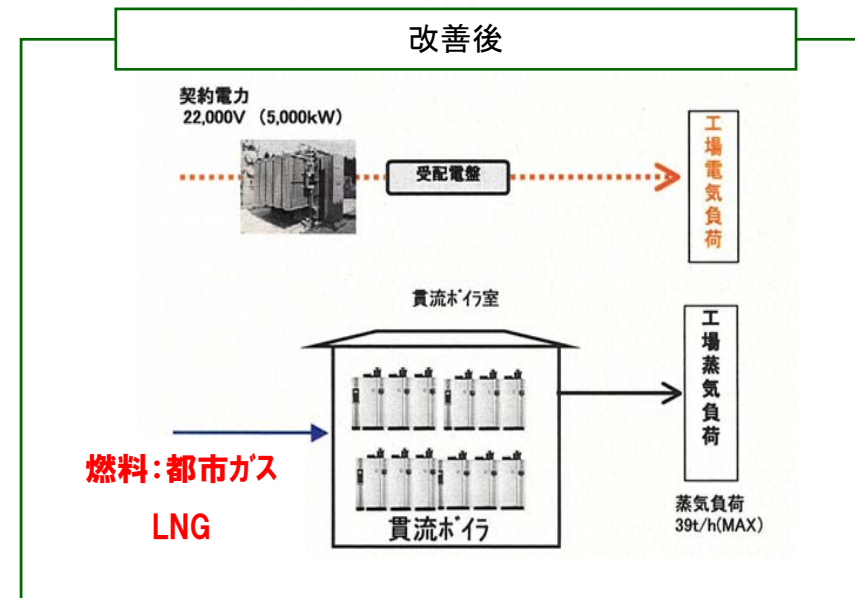 改善後
契約電力
22,000V (5,000kW)
受配電盤
工場電気負荷
貫流ﾎﾞｲﾗ室
工場蒸気負荷
燃料：都市ｶﾞｽ
LNG
貫流ﾎﾞｲﾗ
蒸気負荷
39t/h(MAX)